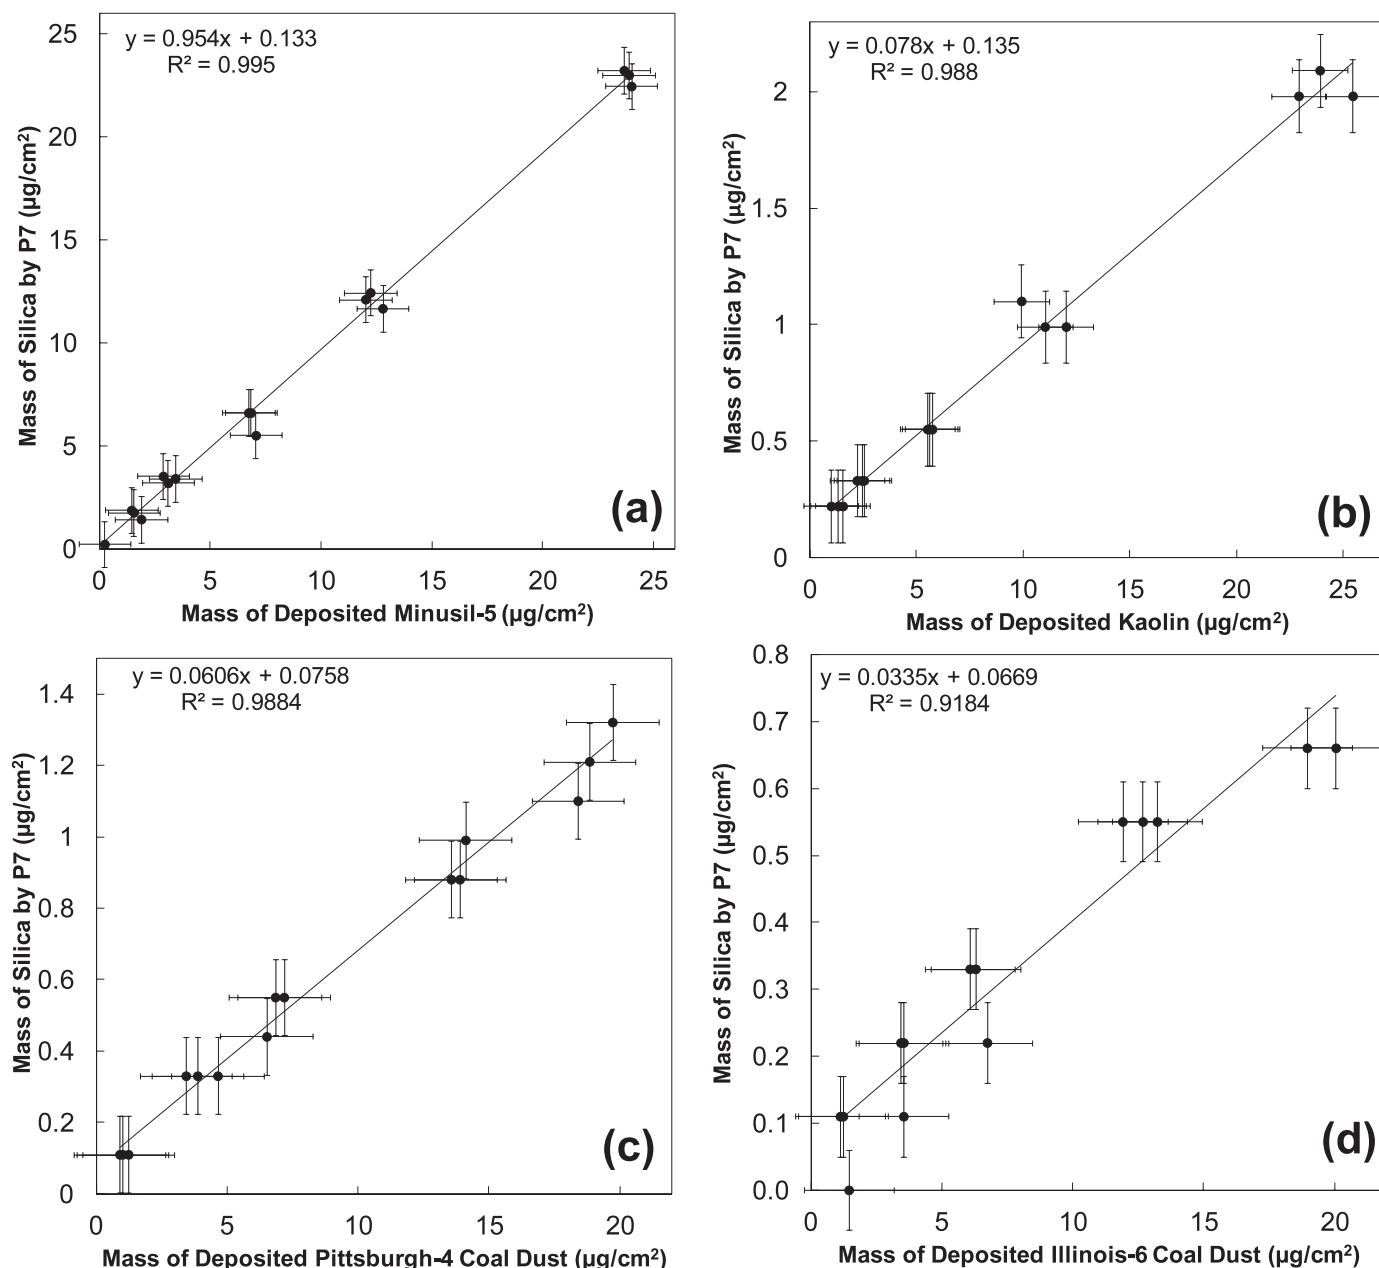 y = 0.954x + 0.133
R² = 0.995
25
20
15
10
5
0
Mass of Silica by P7 (µg/cm²)
(a)
0 5 10 15 20 25
Mass of Deposited Minusil-5 (µg/cm²)
y = 0.078x + 0.135
R² = 0.988
2
1.5
1
0.5
0
Mass of Silica by P7 (µg/cm²)
(b)
0 5 10 15 20 25
Mass of Deposited Kaolin (µg/cm²)
y = 0.0606x + 0.0758
R² = 0.9884
1.4
1.2
1
0.8
0.6
0.4
0.2
0
Mass of Silica by P7 (µg/cm²)
(c)
0 5 10 15 20
Mass of Deposited Pittsburgh-4 Coal Dust (µg/cm²)
y = 0.0335x + 0.0669
R² = 0.9184
0.8
0.7
0.6
0.5
0.4
0.3
0.2
0.1
0.0
Mass of Silica by P7 (µg/cm²)
(d)
0 5 10 15 20
Mass of Deposited Illinois-6 Coal Dust (µg/cm²)